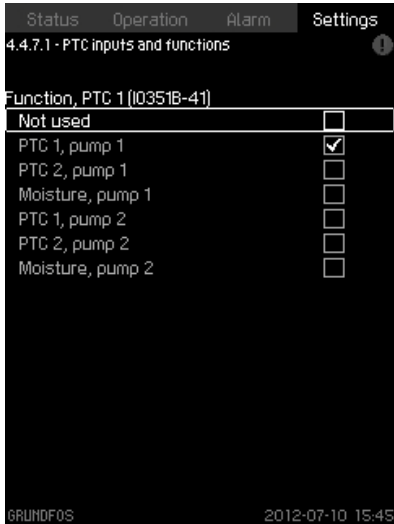 Status Operation Alarm Settings
4.4.7.1 - PTC inputs and functions
Function, PTC 1 (IO351B-41)
Not used
PTC 1, pump 1
PTC 2, pump 1
Moisture, pump 1
PTC 1, pump 2
PTC 2, pump 2
Moisture, pump 2
GRUNDFOS 2012-07-10 15:45